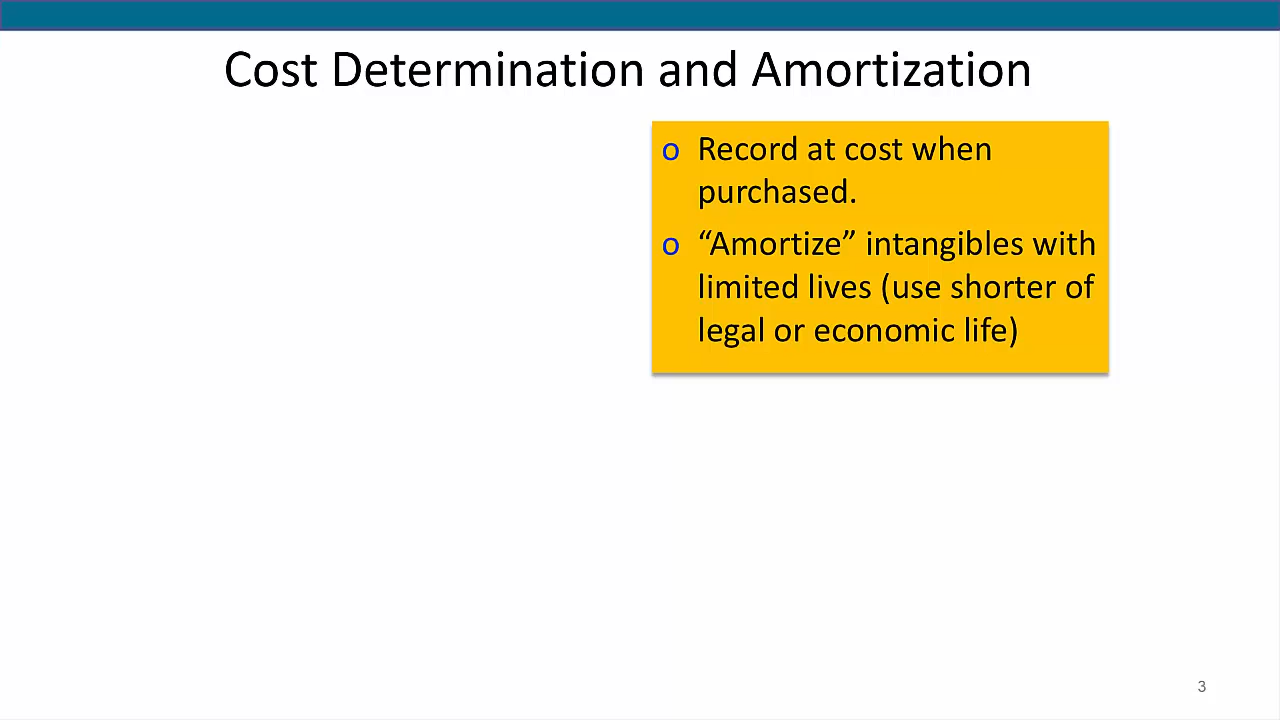 Cost Determination and Amortization
o Record at cost when
purchased.
o “Amortize” intangibles with
limited lives (use shorter of
legal or economic life)
3